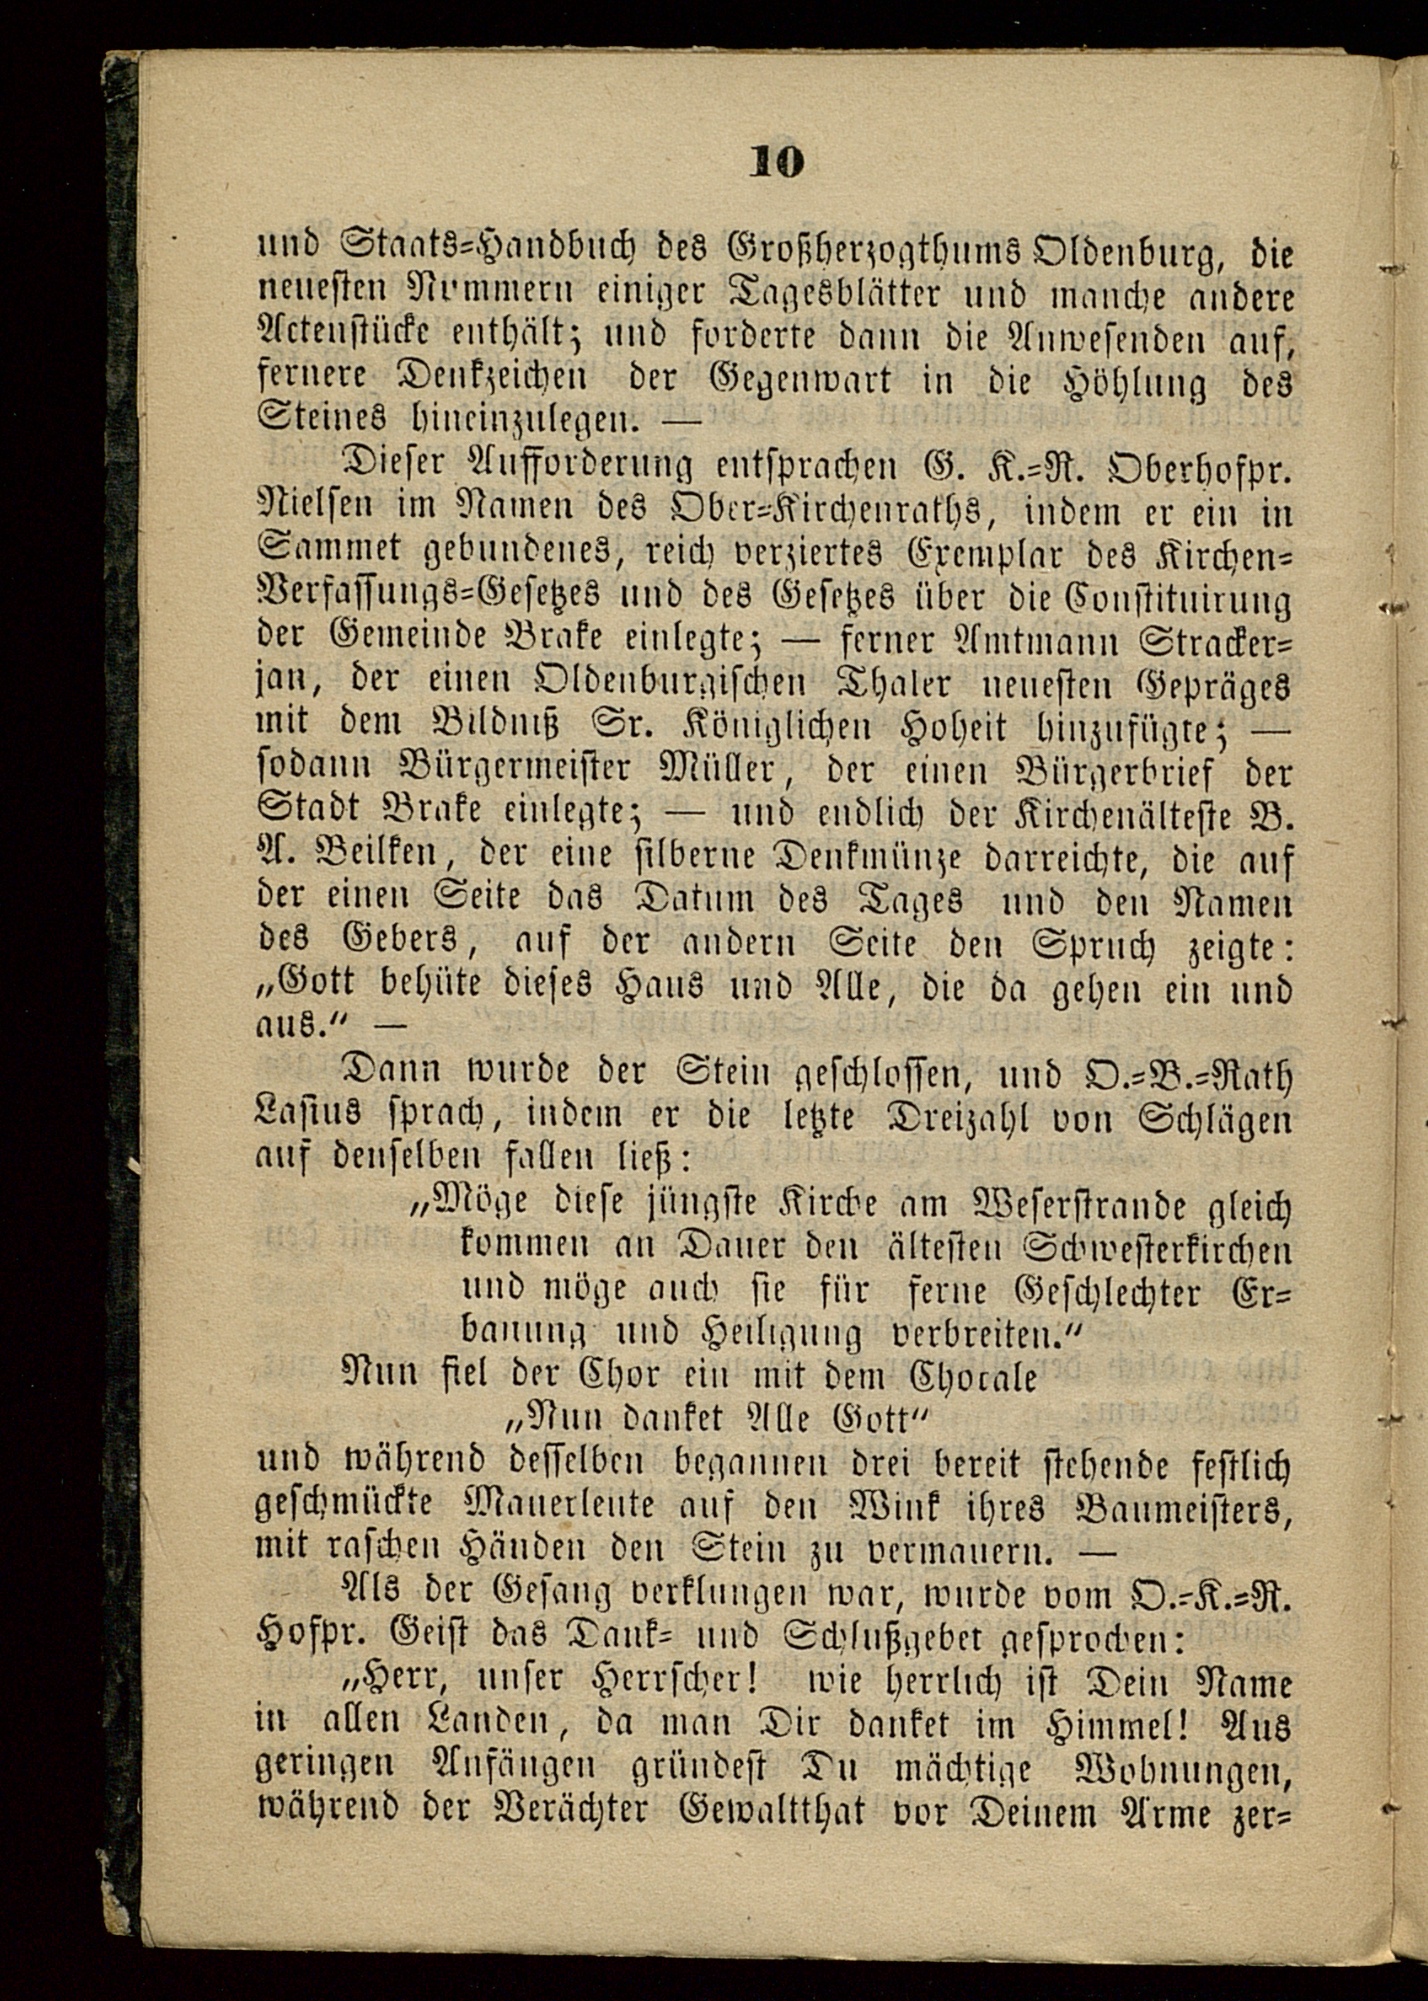 10
und Staats=Handbuch des Großherzogthums Oldenburg, die
neuesten Nummern einiger Tagesblätter und manche andere
Actenstücke enthält; und forderte dann die Anwesenden auf,
fernere Denkzeichen der Gegenwart in die Höhlung des
Steines hineinzulegen. —
Dieser Aufforderung entsprachen G. K.=R. Oberhofpr.
Nielsen im Namen des Ober=Kirchenraths, indem er ein in
Sammet gebundenes, reich verziertes Exemplar des Kirchen=
Verfassungs=Gesetzes und des Gesetzes über die Constituirung
der Gemeinde Brake einlegte; — ferner Amtmann Stracker=
jan, der einen Oldenburgischen Thaler neuesten Gepräges
mit dem Bildniß Sr. Königlichen Hoheit hinzufügte; —
sodann Bürgermeister Müller, der einen Bürgerbrief der
Stadt Brake einlegte; — und endlich der Kirchenälteste B.
A. Beilken, der eine silberne Denkmünze darreichte, die auf
der einen Seite das Datum des Tages und den Namen
des Gebers, auf der andern Seite den Spruch zeigte:
„Gott behüte dieses Haus und Alle, die da gehen ein und
aus.“ —
Dann wurde der Stein geschlossen, und O.=B.=Rath
Lasius sprach, indem er die letzte Dreizahl von Schlägen
auf denselben fallen ließ:
„Möge diese jüngste Kirche am Weserstrande gleich
kommen an Dauer den ältesten Schwesterkirchen
und möge auch sie für ferne Geschlechter Er=
bauung und Heiligung verbreiten.“
Nun fiel der Chor ein mit dem Chorale
„Nun danket Alle Gott“
und während desselben begannen drei bereit stehende festlich
geschmückte Mauerleute auf den Wink ihres Baumeisters,
mit raschen Händen den Stein zu vermauern. —
Als der Gesang verklungen war, wurde vom O.=K.=R.
Hofpr. Geist das Dank= und Schlußgebet gesprochen:
„Herr, unser Herrscher! wie herrlich ist Dein Name
in allen Landen, da man Dir danket im Himmel! Aus
geringen Anfängen gründest Du mächtige Wohnungen,
während der Verächter Gewaltthat vor Deinem Arme zer=